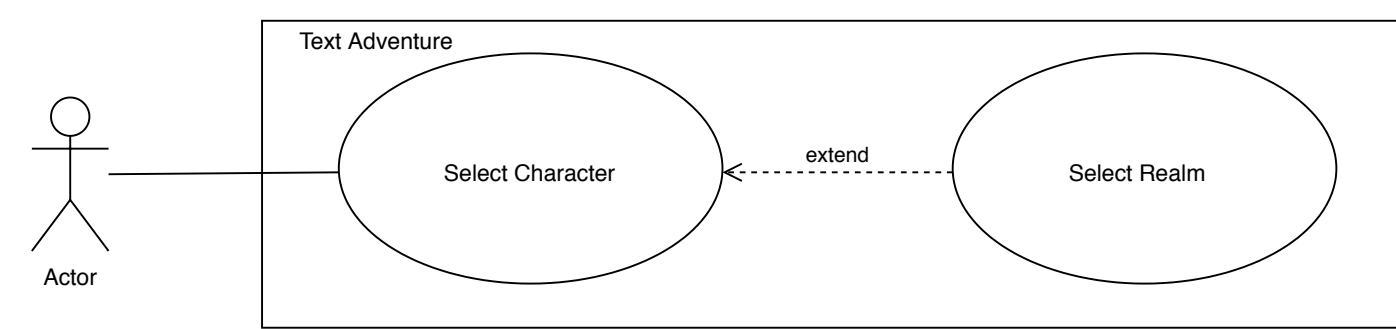 Text Adventure
Select Character
extend
Select Realm
Actor